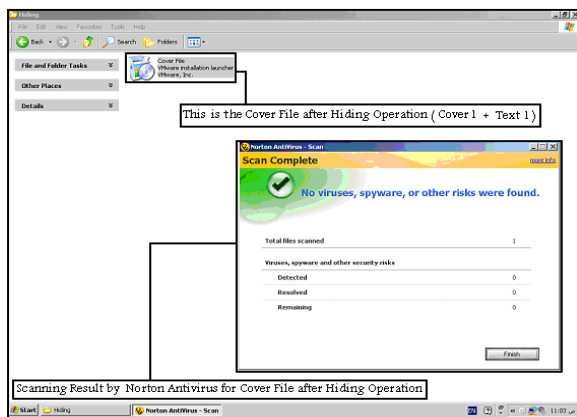 Hiding
File Edit View Favorites Tools Help
Back Search Folders
File and Folder Tasks
Other Places
Details
Cover File
VMware installation launcher
VMware, Inc.
This is the Cover File after Hiding Operation ( Cover 1 + Text 1 )
Norton AntiVirus - Scan
Scan Complete
more info
No viruses, spyware, or other risks were found.
Total files scanned 1
Viruses, spyware and other security risks
Detected 0
Resolved 0
Remaining 0
Finish
Scanning Result by Norton Antivirus for Cover File after Hiding Operation
Start Hiding Norton AntiVirus - Scan EN 11:03 ص